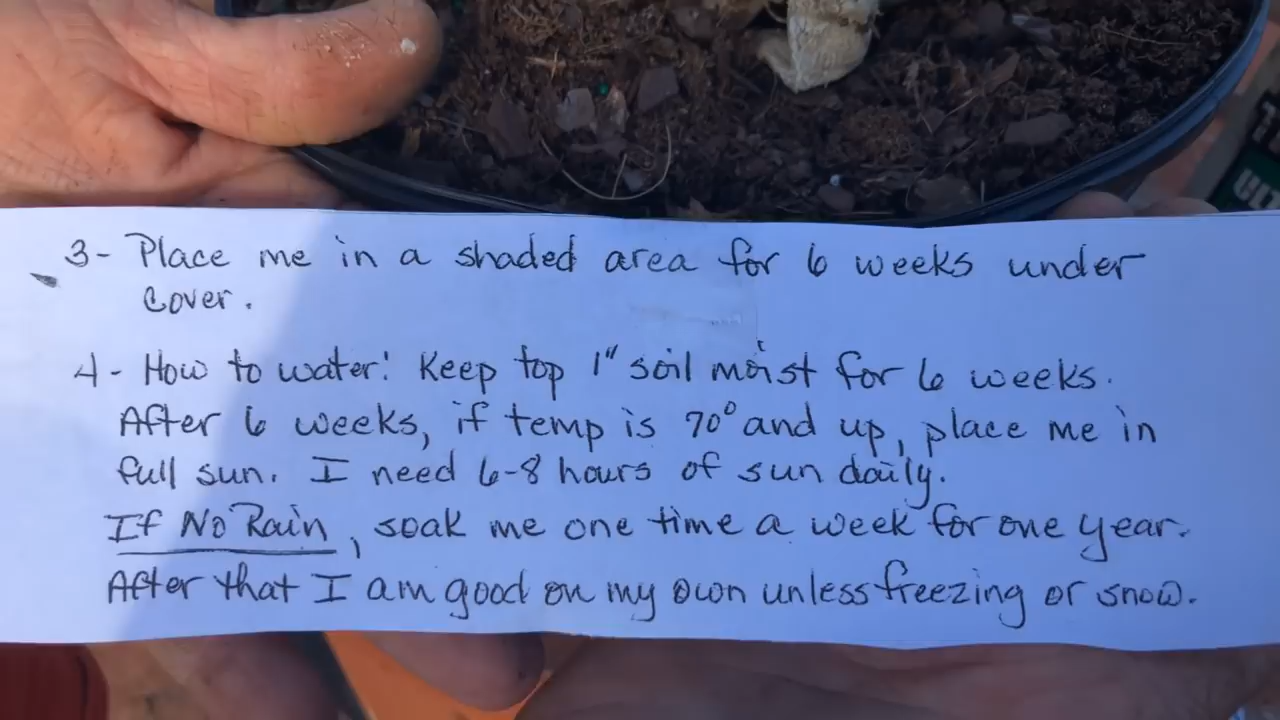 3- Place me in a shaded area for 6 weeks under
cover.
4- How to water: Keep top 1" soil moist for 6 weeks.
After 6 weeks, if temp is 70° and up, place me in
full sun. I need 6-8 hours of sun daily.
If No Rain, soak me one time a week for one year.
After that I am good on my own unless freezing or snow.